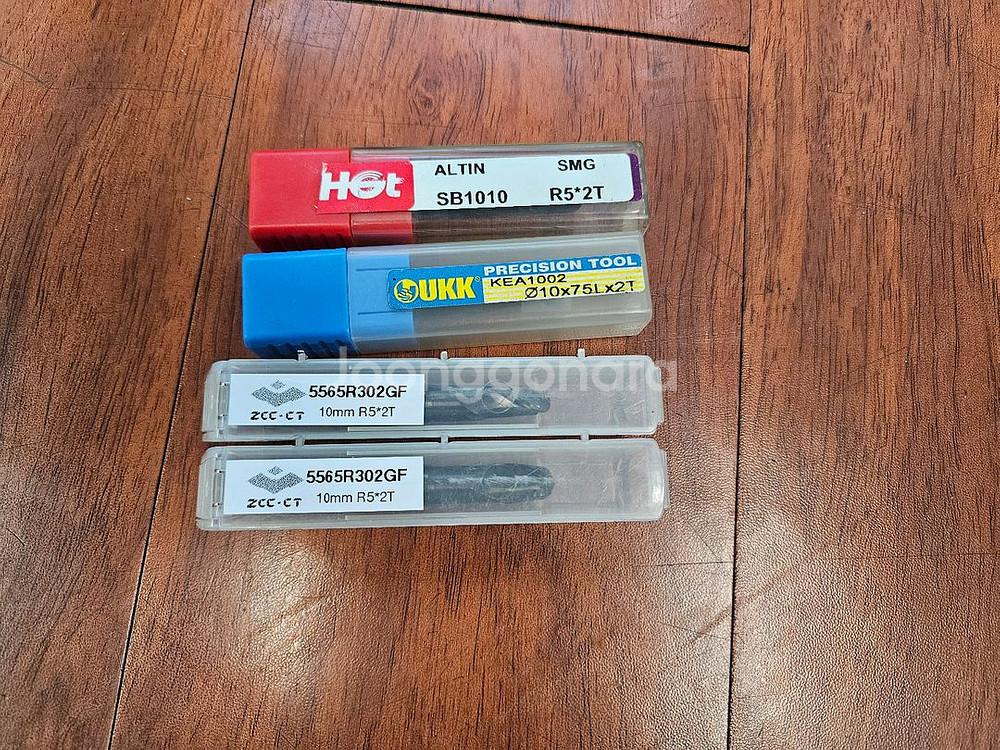 HOt
ALTIN SMG
SB1010 R5*2T
UKK PRECISION TOOL
KEA1002
Ø10x75Lx2T
joonggonara
5565R302GF
ZCC-CT 10mm R5*2T
5565R302GF
ZCC-CT 10mm R5*2T